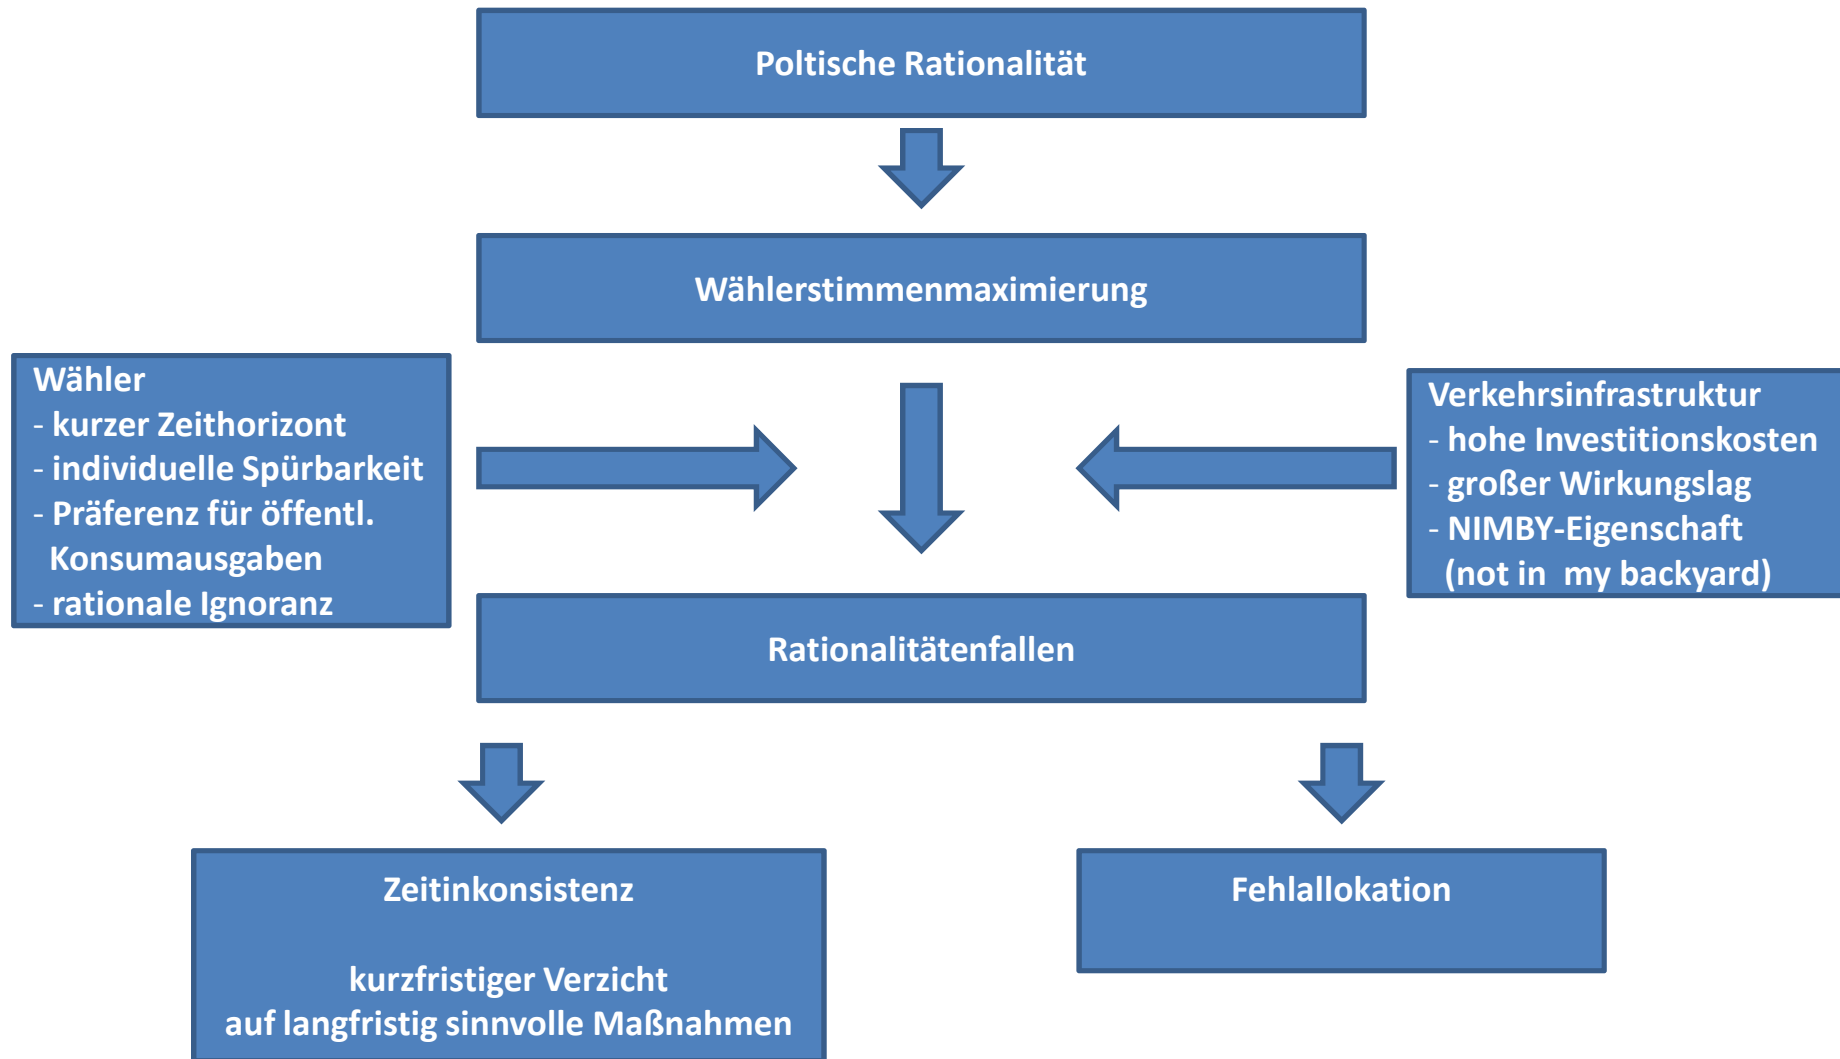 Poltische Rationalität
Wählerstimmenmaximierung
Wähler
- kurzer Zeithorizont
- individuelle Spürbarkeit
- Präferenz für öffentl.
Konsumausgaben
- rationale Ignoranz
Verkehrsinfrastruktur
- hohe Investitionskosten
- großer Wirkungslag
- NIMBY-Eigenschaft
(not in  my backyard)
Rationalitätenfallen
Zeitinkonsistenz
kurzfristiger Verzicht
auf langfristig sinnvolle Maßnahmen
Fehlallokation